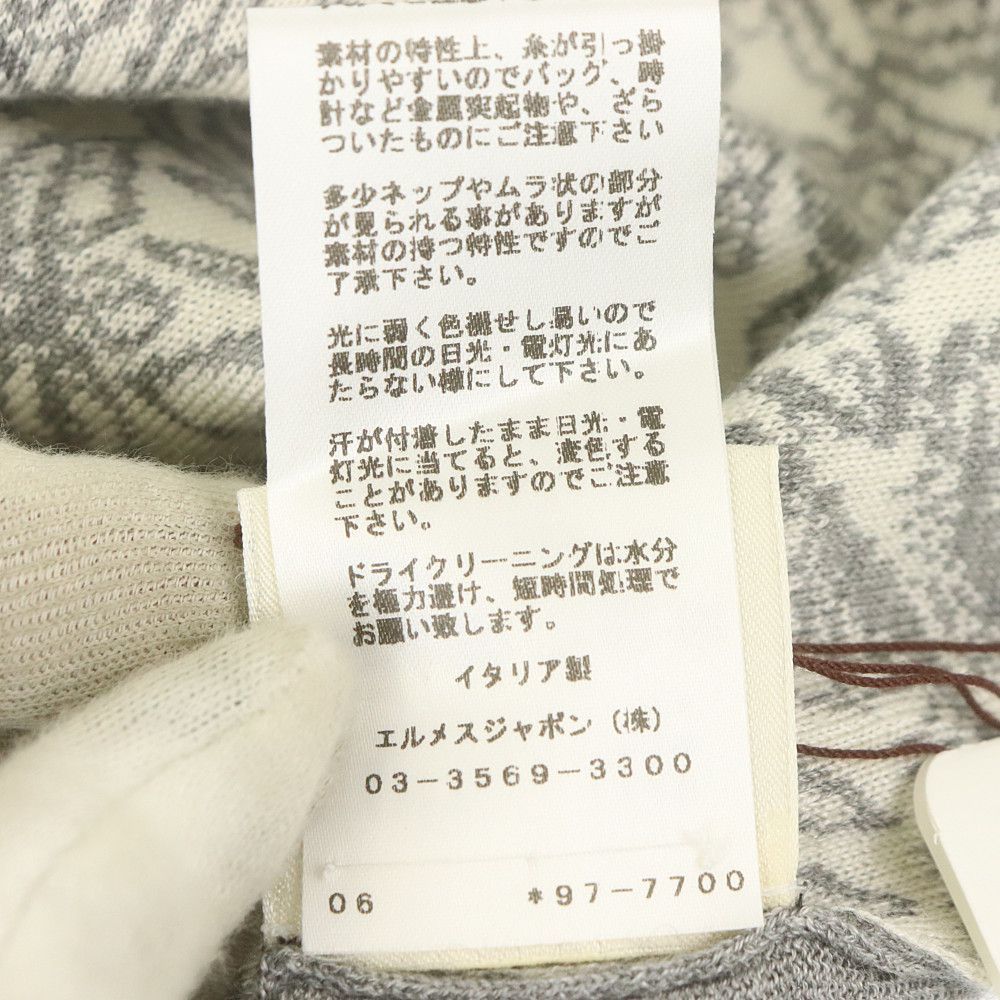 素材の特性上、糸が引っ掛
かりやすいのでバッグ、時
計など金属突起物や、ざら
ついたものにご注意下さい
多少ネップやムラ状の部分
が見られる事がありますが
素材の持つ特性ですのでご
了承下さい。
光に弱く色褪せし易いので
長時間の日光・電灯光にあ
たらない様にして下さい。
汗が付着したまま日光・電
灯光に当てると、変色する
ことがありますのでご注意
下さい。
ドライクリーニングは水分
を極力避け、短時間処理で
お願い致します。
イタリア製
エルメスジャポン(株)
03-3569-3300
06 *97-7700